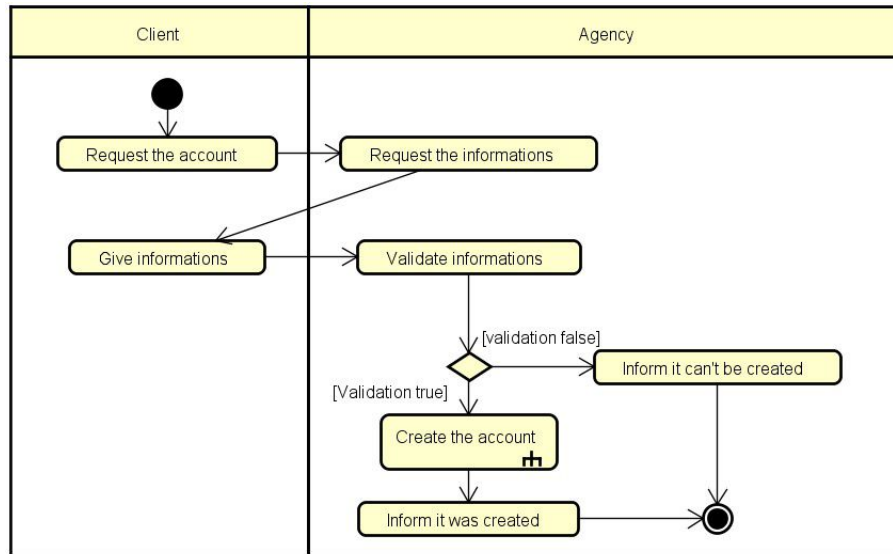 Client
Agency
Request the account
Request the informations
Give informations
Validate informations
[validation false]
Inform it can't be created
[Validation true]
Create the account
Inform it was created